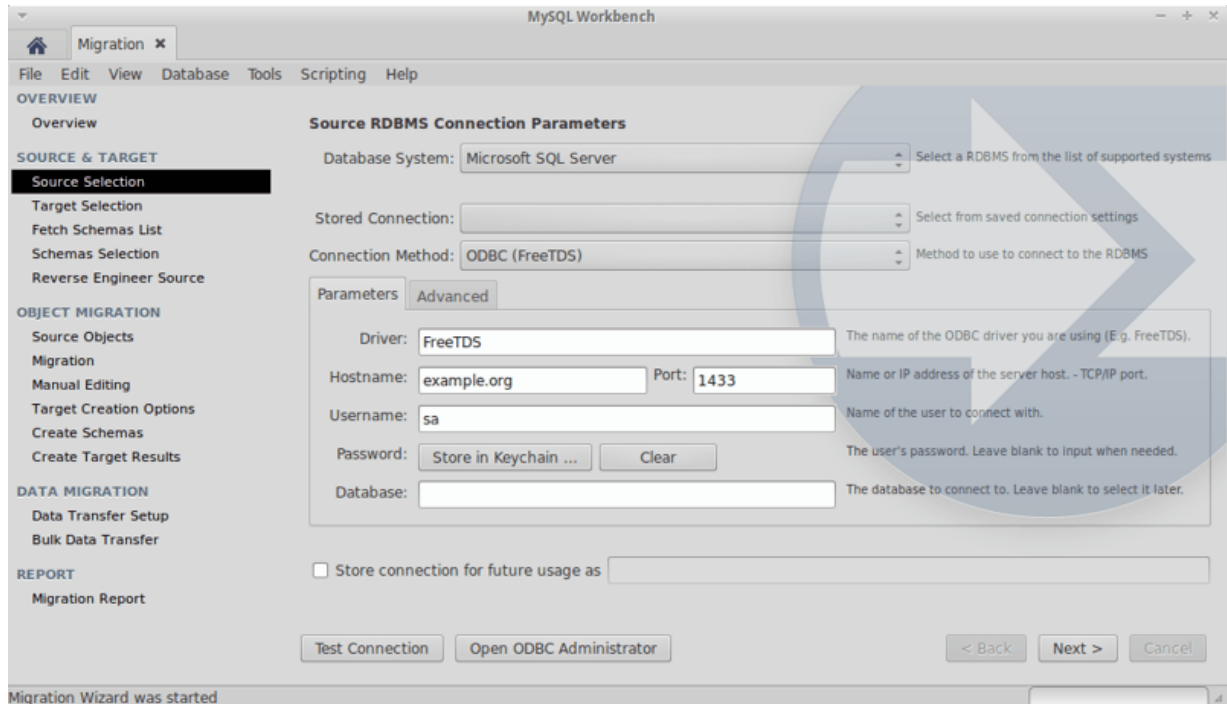 MySQL Workbench
Migration
File Edit View Database Tools Scripting Help
OVERVIEW
Overview
SOURCE & TARGET
Source Selection
Target Selection
Fetch Schemas List
Schemas Selection
Reverse Engineer Source
OBJECT MIGRATION
Source Objects
Migration
Manual Editing
Target Creation Options
Create Schemas
Create Target Results
DATA MIGRATION
Data Transfer Setup
Bulk Data Transfer
REPORT
Migration Report
Source RDBMS Connection Parameters
Database System: Microsoft SQL Server Select a RDBMS from the list of supported systems
Stored Connection: Select from saved connection settings
Connection Method: ODBC (FreeTDS) Method to use to connect to the RDBMS
Parameters Advanced
Driver: FreeTDS The name of the ODBC driver you are using (E.g. FreeTDS).
Hostname: example.org Port: 1433 Name or IP address of the server host. - TCP/IP port.
Username: sa Name of the user to connect with.
Password: Store in Keychain ... Clear The user's password. Leave blank to input when needed.
Database: The database to connect to. Leave blank to select it later.
Store connection for future usage as
Test Connection Open ODBC Administrator < Back Next > Cancel
Migration Wizard was started